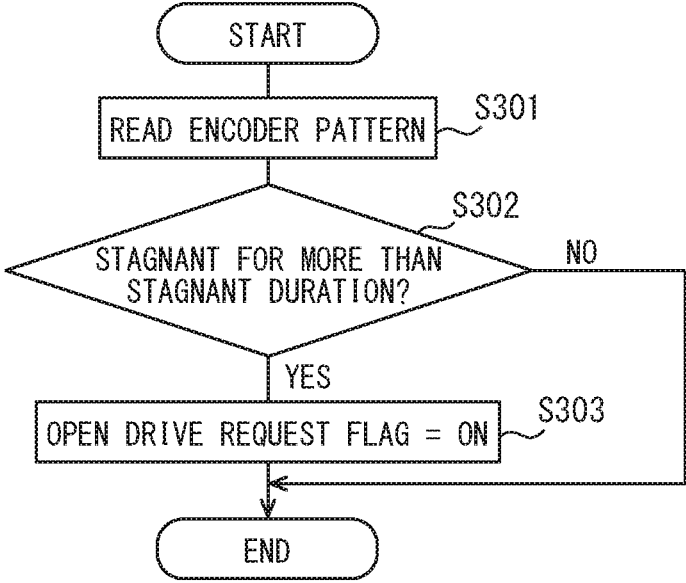 START
READ ENCODER PATTERN
S301
S302
STAGNANT FOR MORE THAN
STAGNANT DURATION?
NO
YES
OPEN DRIVE REQUEST FLAG = ON
S303
END